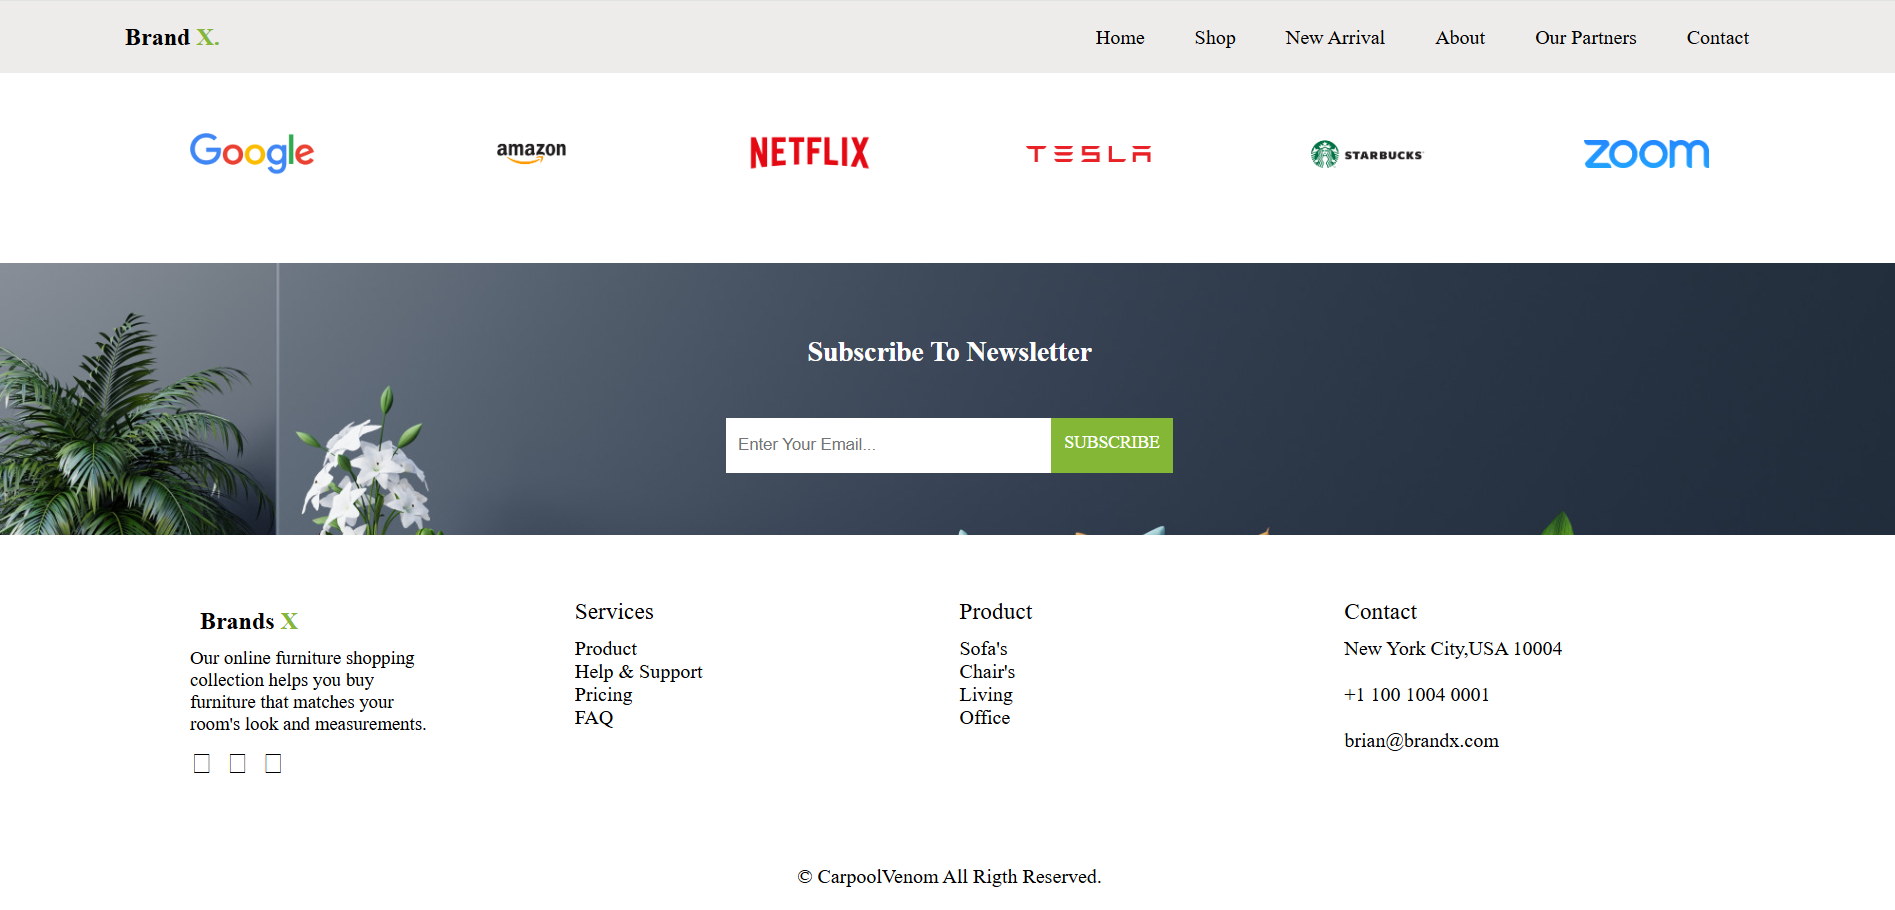 Brand X.
Home Shop New Arrival About Our Partners Contact
Google amazon NETFLIX TESLA STARBUCKS zoom
Subscribe To Newsletter
Enter Your Email...
SUBSCRIBE
Brands X
Our online furniture shopping
collection helps you buy
furniture that matches your
room's look and measurements.
Services
Product
Help & Support
Pricing
FAQ
Product
Sofa's
Chair's
Living
Office
Contact
New York City,USA 10004
+1 100 1004 0001
brian@brandx.com
© CarpoolVenom All Rigth Reserved.